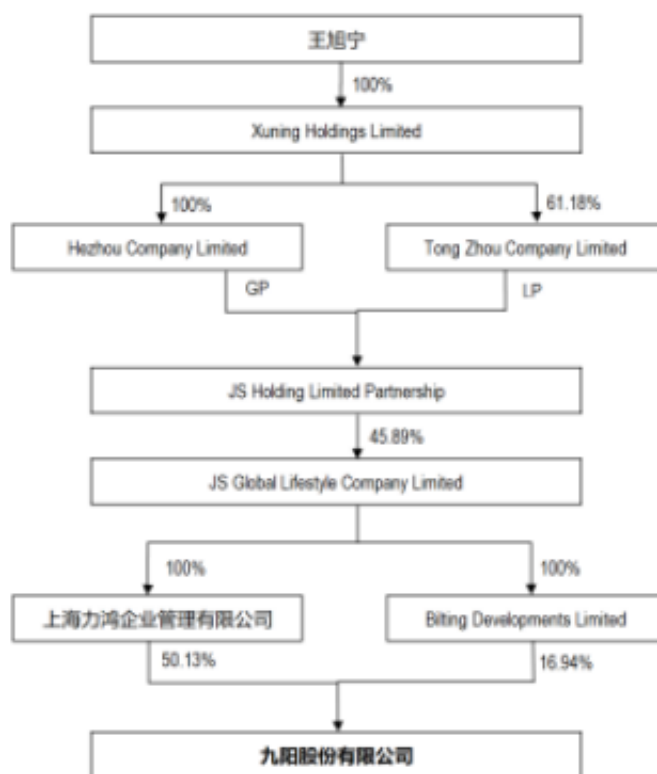 王旭宁
100%
Xuning Holdings Limited
100%
61.18%
Hezhou Company Limited
Tong Zhou Company Limited
GP
LP
JS Holding Limited Partnership
45.89%
JS Global Lifestyle Company Limited
100%
100%
上海力鸿企业管理有限公司
Bilting Developments Limited
50.13%
16.94%
九阳股份有限公司